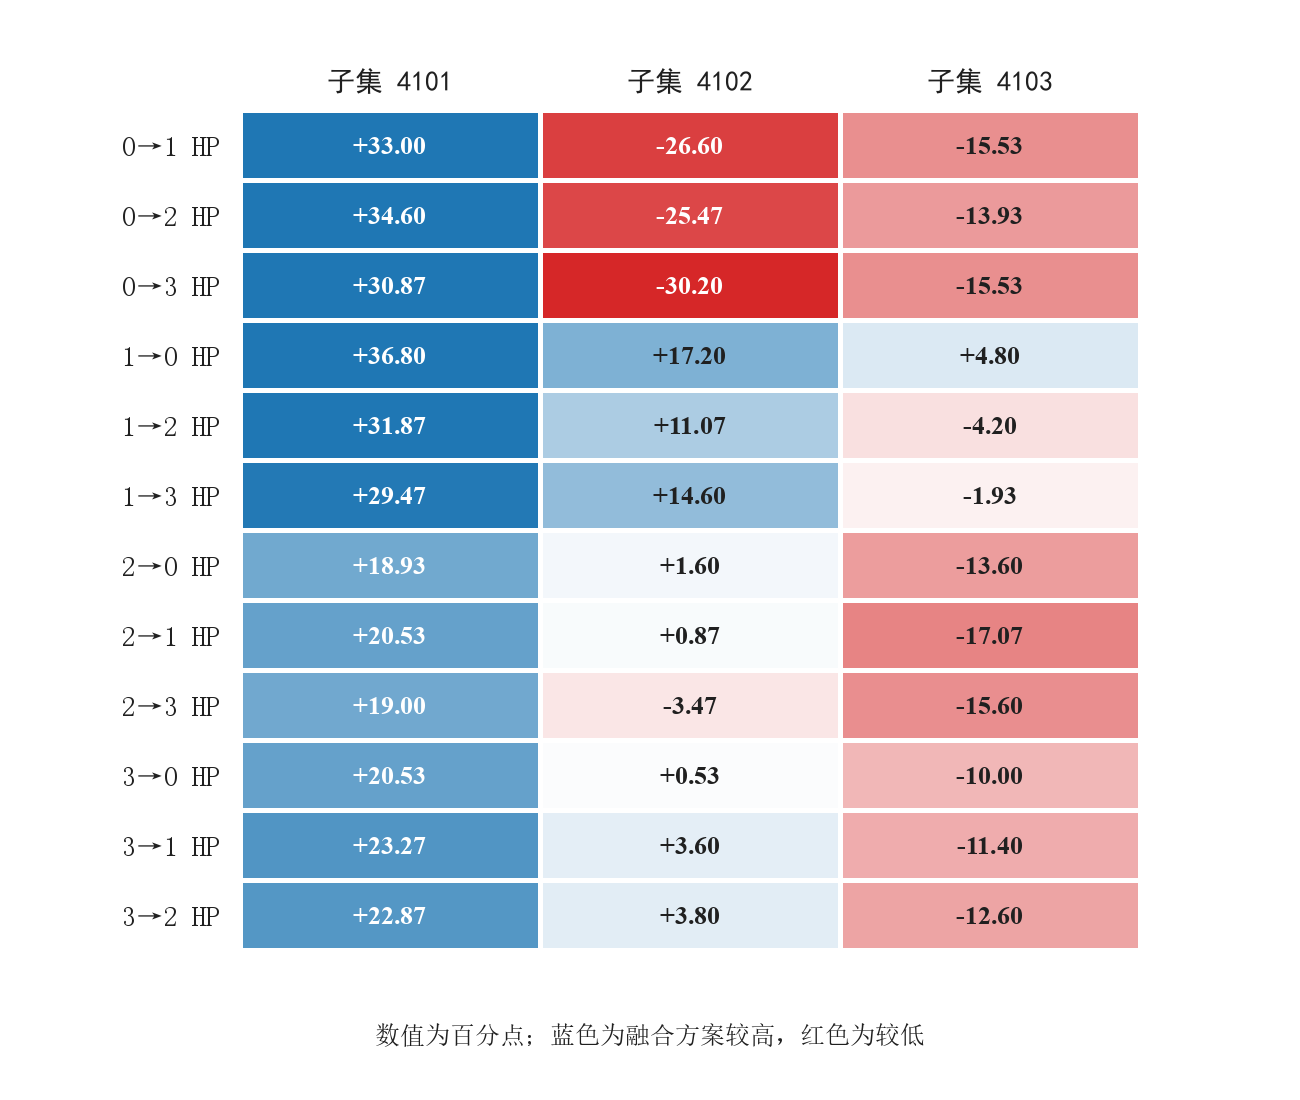 子集 4101 子集 4102 子集 4103
0→1 HP +33.00 -26.60 -15.53
0→2 HP +34.60 -25.47 -13.93
0→3 HP +30.87 -30.20 -15.53
1→0 HP +36.80 +17.20 +4.80
1→2 HP +31.87 +11.07 -4.20
1→3 HP +29.47 +14.60 -1.93
2→0 HP +18.93 +1.60 -13.60
2→1 HP +20.53 +0.87 -17.07
2→3 HP +19.00 -3.47 -15.60
3→0 HP +20.53 +0.53 -10.00
3→1 HP +23.27 +3.60 -11.40
3→2 HP +22.87 +3.80 -12.60
数值为百分点；蓝色为融合方案较高，红色为较低